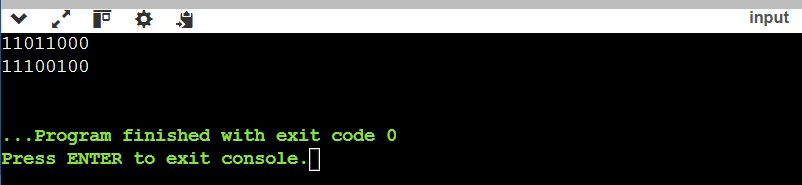 input
11011000
11100100
...Program finished with exit code 0
Press ENTER to exit console.